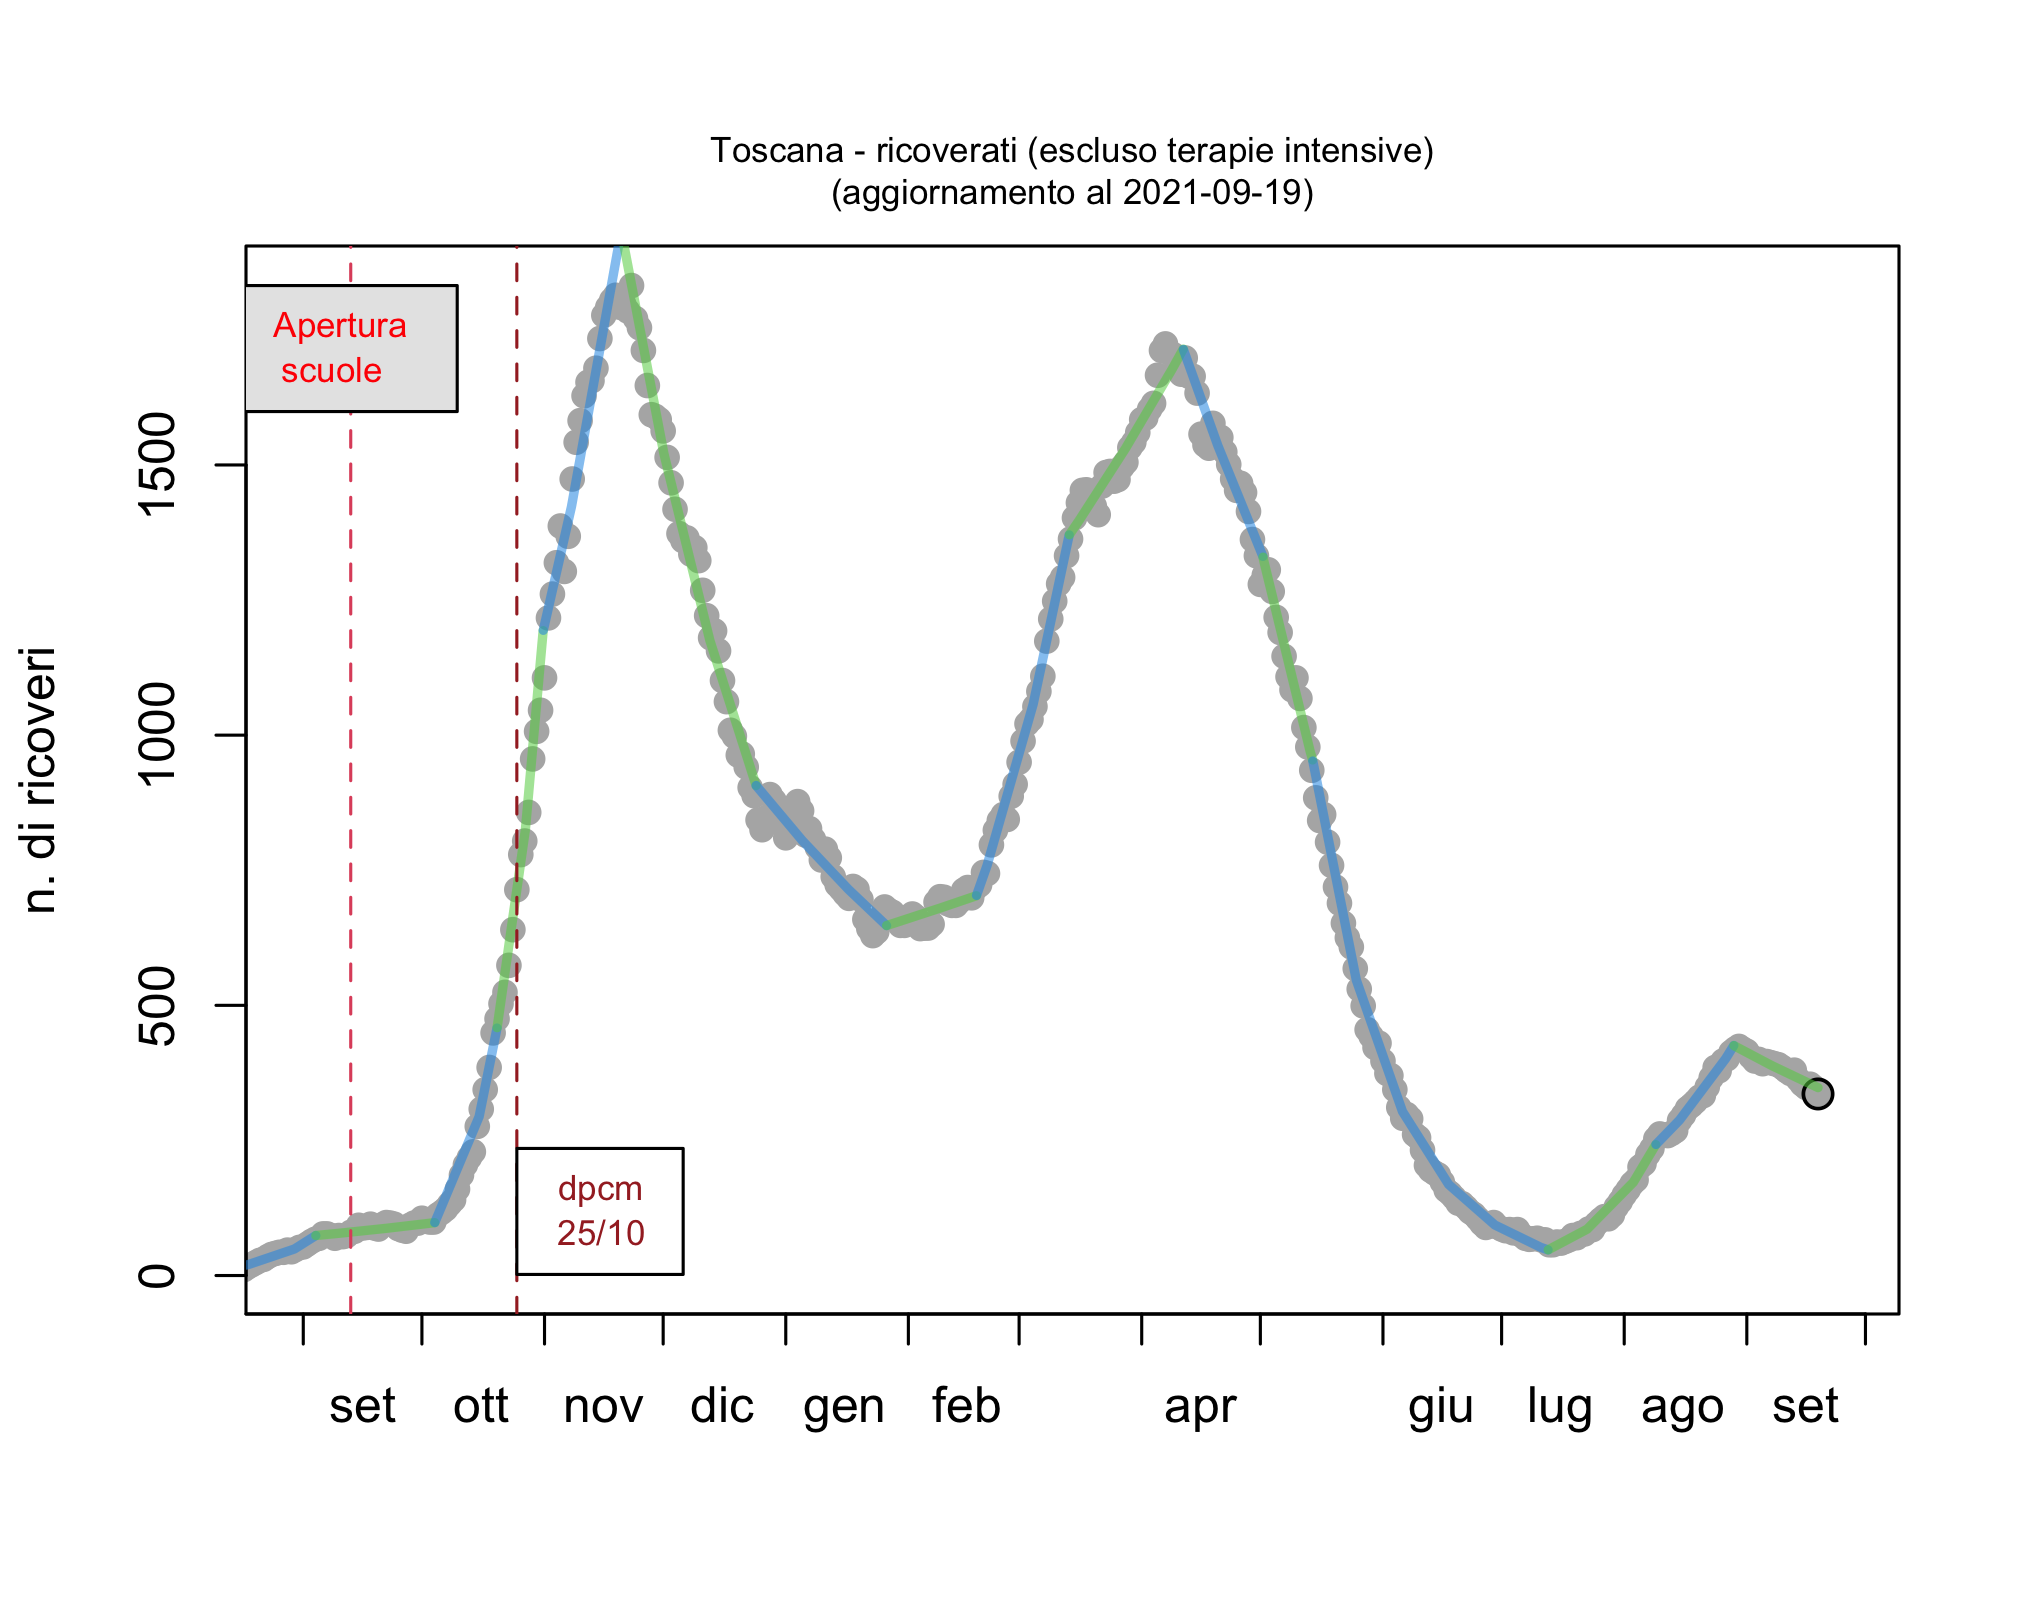 Toscana - ricoverati (escluso terapie intensive)
(aggiornamento al 2021-09-19)
Apertura
scuole
dpcm
25/10
n. di ricoveri
1500
1000
500
0
set ott nov dic gen feb apr giu lug ago set